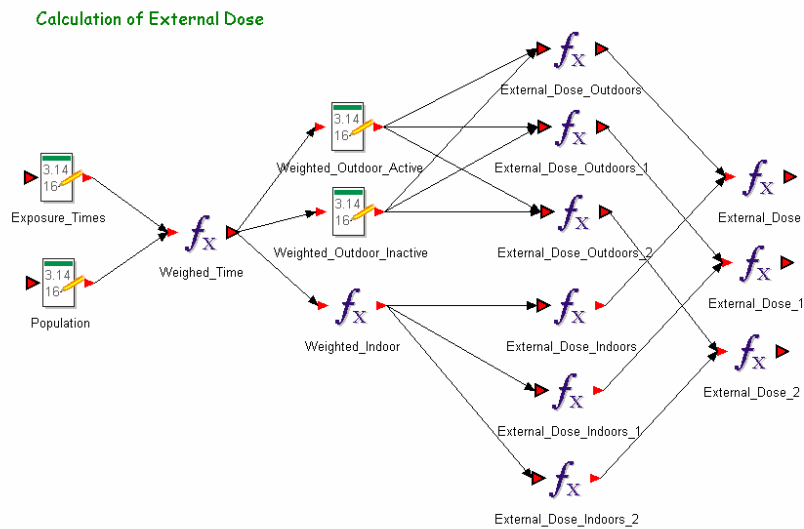 Calculation of External Dose
fx
External_Dose_Outdoors
3.14
16
Weighted_Outdoor_Active
fx
External_Dose_Outdoors_1
3.14
16
Exposure_Times
fx
External_Dose
3.14
16
Weighted_Outdoor_Inactive
fx
External_Dose_Outdoors_2
fx
Weighed_Time
3.14
16
Population
fx
External_Dose_1
fx
Weighted_Indoor
fx
External_Dose_Indoors
fx
External_Dose_2
fx
External_Dose_Indoors_1
fx
External_Dose_Indoors_2